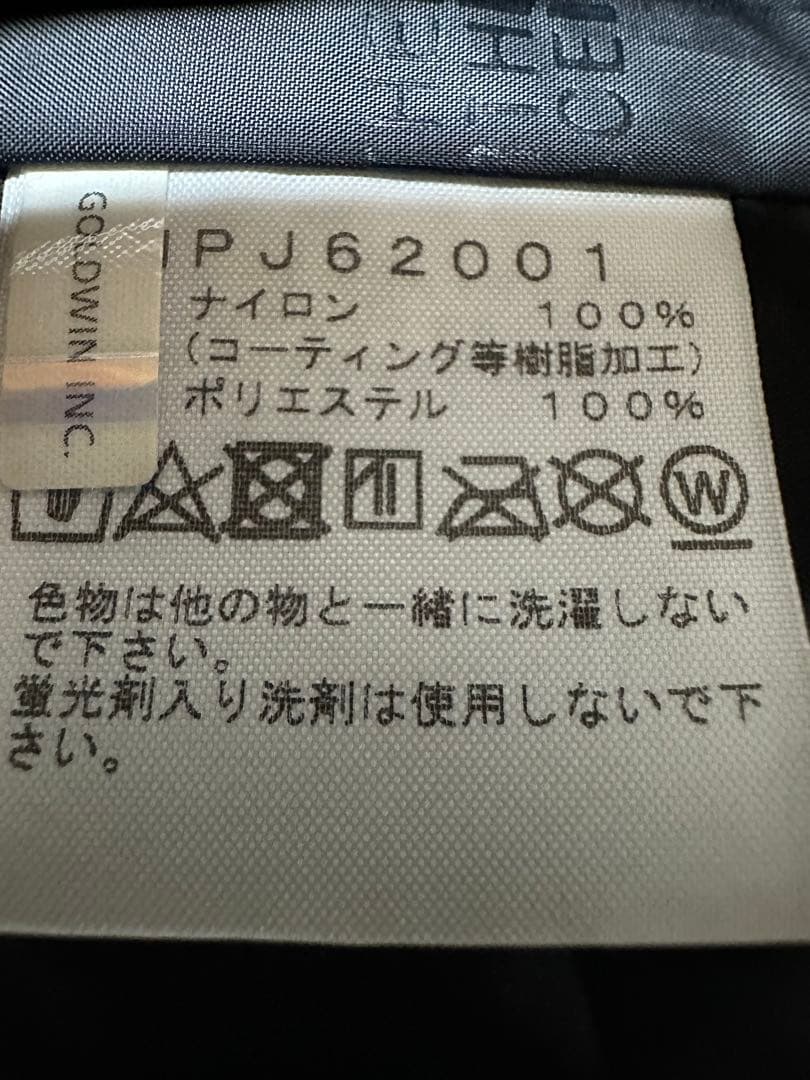 GOLDWIN INC.
PJ62001
ナイロン 100%
(コーティング等樹脂加工)
ポリエステル 100%
W
色物は他の物と一緒に洗濯しない
で下さい。
蛍光剤入り洗剤は使用しないで下
さい。